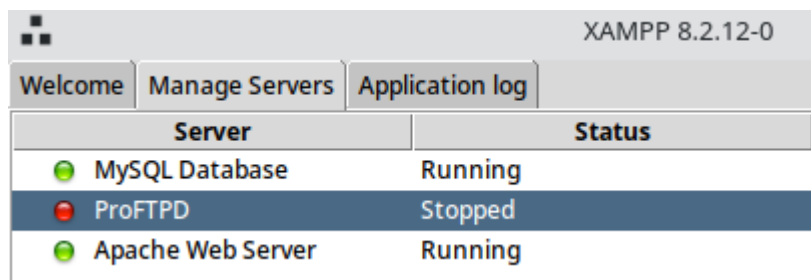 XAMPP 8.2.12-0
Welcome Manage Servers Application log
Server Status
MySQL Database Running
ProFTPD Stopped
Apache Web Server Running